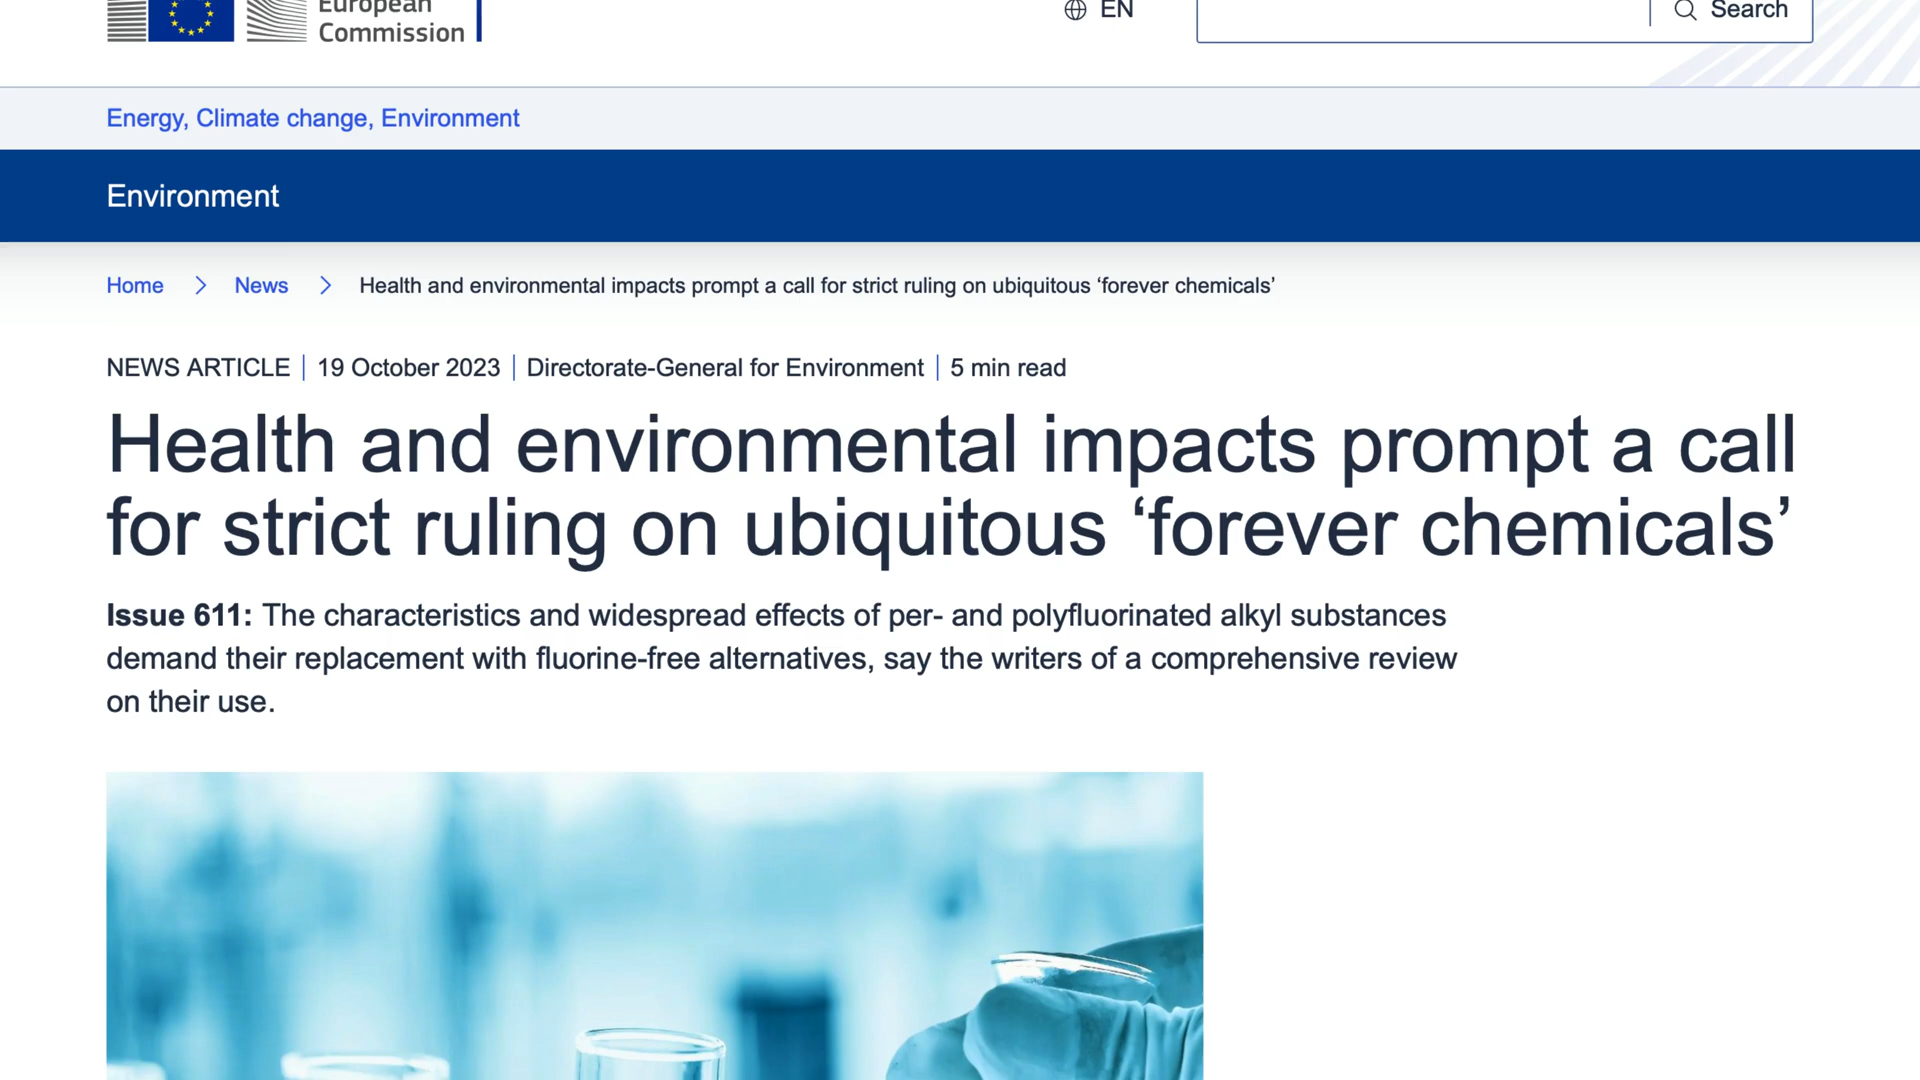 European
Commission
EN
Search
Energy, Climate change, Environment
Environment
Home > News > Health and environmental impacts prompt a call for strict ruling on ubiquitous ‘forever chemicals’
NEWS ARTICLE | 19 October 2023 | Directorate-General for Environment | 5 min read
Health and environmental impacts prompt a call
for strict ruling on ubiquitous ‘forever chemicals’
Issue 611: The characteristics and widespread effects of per- and polyfluorinated alkyl substances
demand their replacement with fluorine-free alternatives, say the writers of a comprehensive review
on their use.